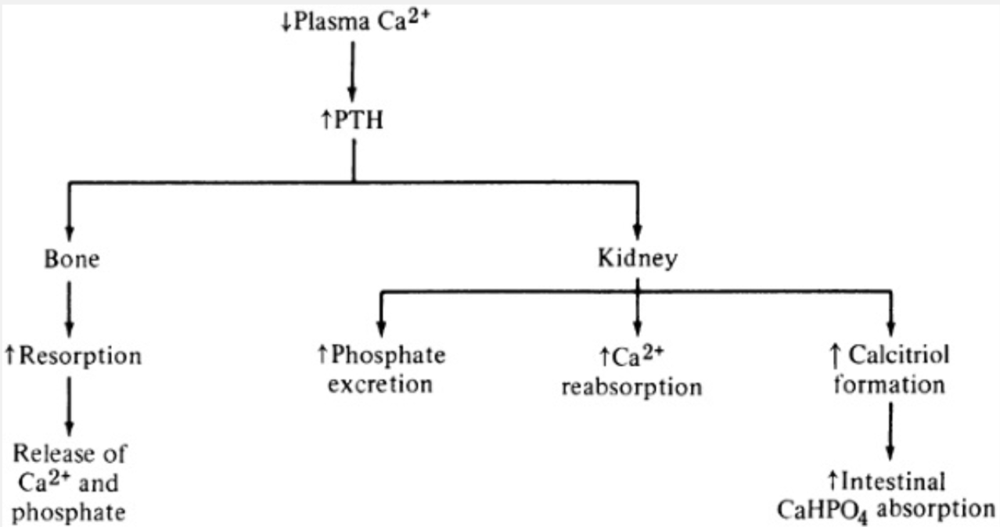 ↓Plasma Ca²⁺
↑PTH
Bone
Kidney
↑Resorption
↑Phosphate
excretion
↑Ca²⁺
reabsorption
↑ Calcitriol
formation
Release of
Ca²⁺ and
phosphate
↑Intestinal
CaHPO₄ absorption